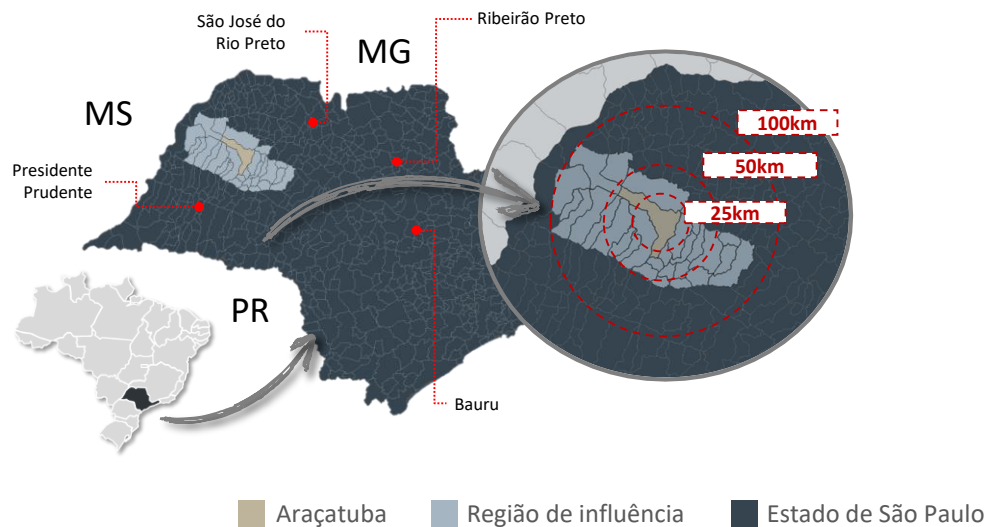 São José do
Rio Preto
Ribeirão Preto
MG
MS
100km
50km
Presidente
Prudente
25km
PR
Bauru
Araçatuba
Região de influência
Estado de São Paulo